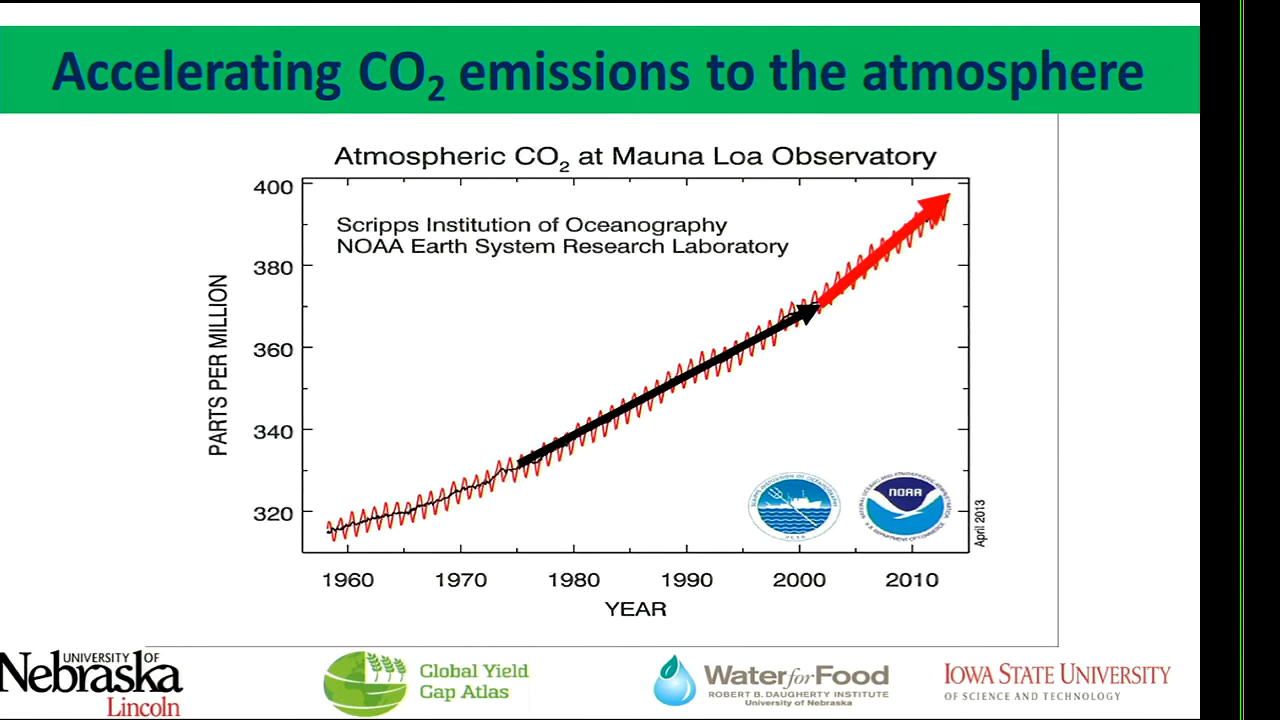 Accelerating CO₂ emissions to the atmosphere
Atmospheric CO₂ at Mauna Loa Observatory
Scripps Institution of Oceanography
NOAA Earth System Research Laboratory
PARTS PER MILLION
400
380
360
340
320
NOAA
April 2013
1960 1970 1980 1990 2000 2010
YEAR
UNIVERSITY OF
Nebraska
Lincoln
Global Yield
Gap Atlas
Water for Food
ROBERT B. DAUGHERTY INSTITUTE
University of Nebraska
IOWA STATE UNIVERSITY
OF SCIENCE AND TECHNOLOGY